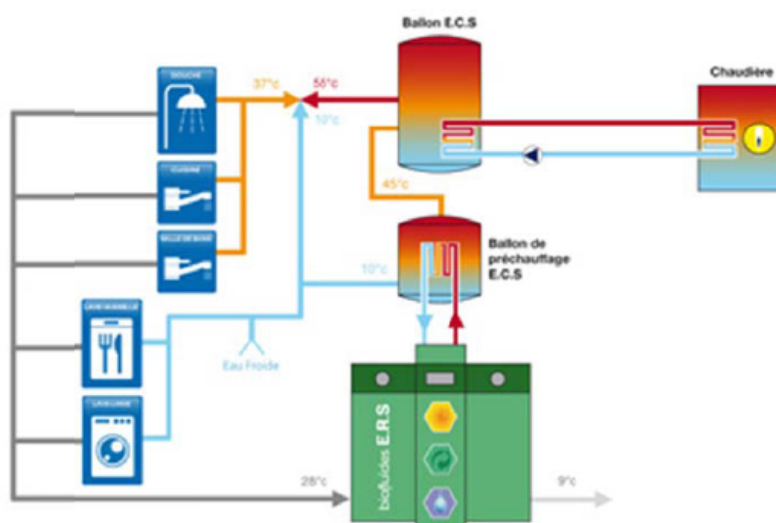 Ballon E.C.S
Chaudière
DOUCHE
37°c
55°c
10°c
CUISINE
45°c
SALLE DE BAINS
Ballon de
préchauffage
E.C.S
10°c
LAVE VAISSELLE
Eau Froide
LAVE LINGE
biofluides E.R.S
28°c
9°c